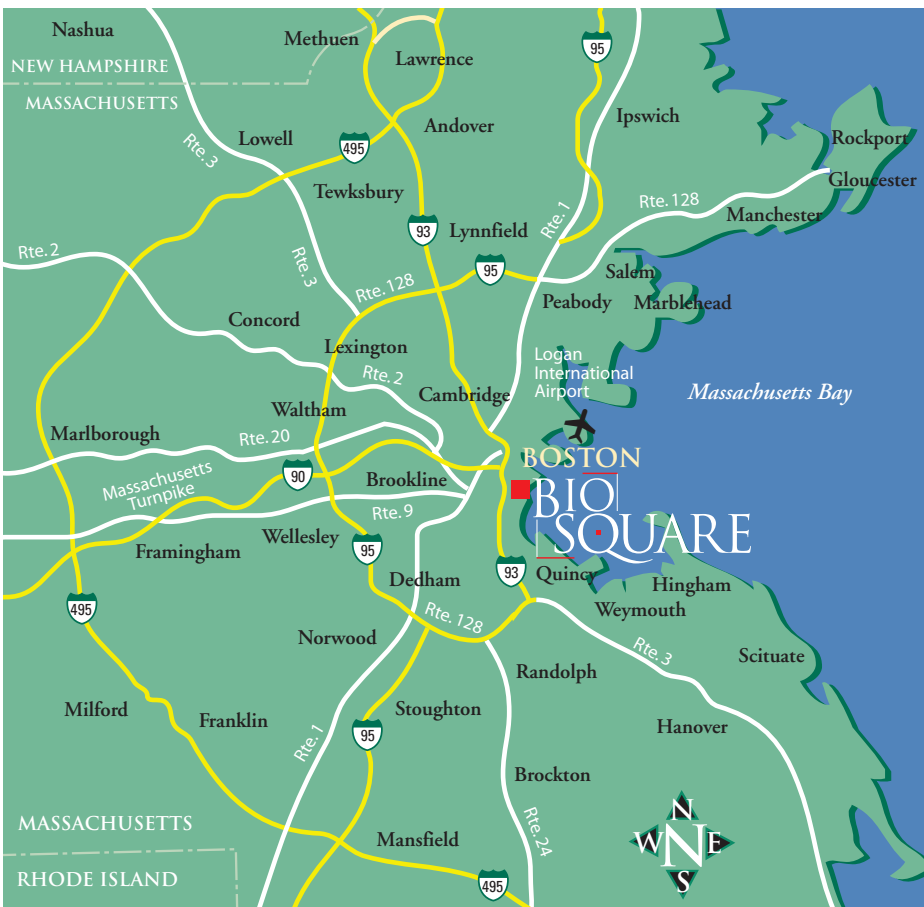 Nashua
Methuen
95
Lawrence
NEW HAMPSHIRE
MASSACHUSETTS
Andover
Ipswich
Rockport
Lowell
Rte. 3
495
Gloucester
Tewksbury
Rte. 128
Manchester
93
Lynnfield
Rte. 1
Rte. 2
Rte. 3
95
Salem
Rte. 128
Peabody
Marblehead
Concord
Lexington
Logan
International
Airport
Rte. 2
Cambridge
Massachusetts Bay
Waltham
Marlborough
Rte. 20
BOSTON
Massachusetts
Turnpike
90
Brookline
BIO
SQUARE
Rte. 9
Framingham
Wellesley
95
Dedham
93
Quincy
Hingham
495
Weymouth
Rte. 128
Norwood
Rte. 3
Scituate
Randolph
Milford
Franklin
Stoughton
Hanover
Rte. 1
95
Brockton
MASSACHUSETTS
Mansfield
Rte. 24
N
W N E
S
RHODE ISLAND
495